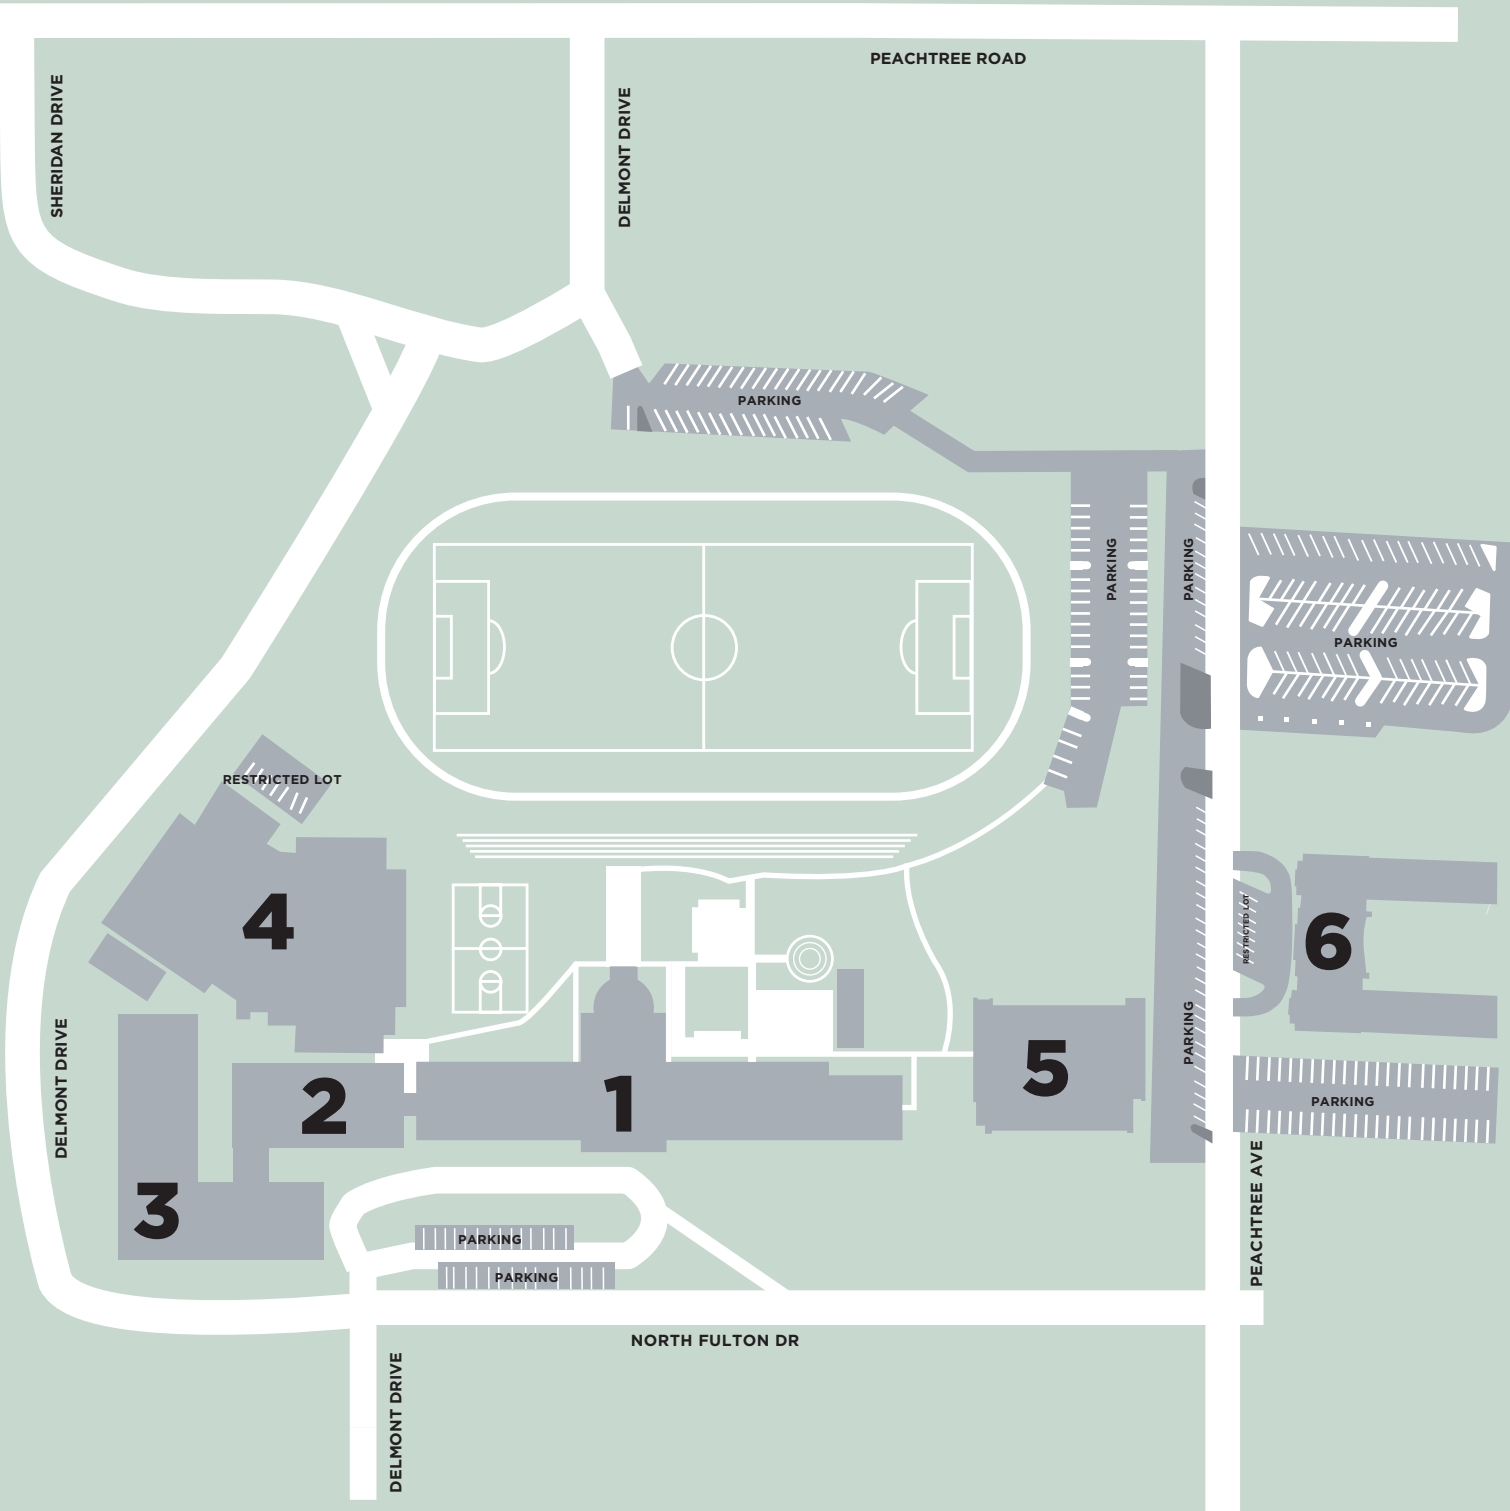 PEACHTREE ROAD
SHERIDAN DRIVE
DELMONT DRIVE
PARKING
PARKING
PARKING
PARKING
RESTRICTED LOT
4
RESTRICTED LOT
6
PARKING
5
2
1
PARKING
DELMONT DRIVE
3
PEACHTREE AVE
PARKING
PARKING
NORTH FULTON DR
DELMONT DRIVE